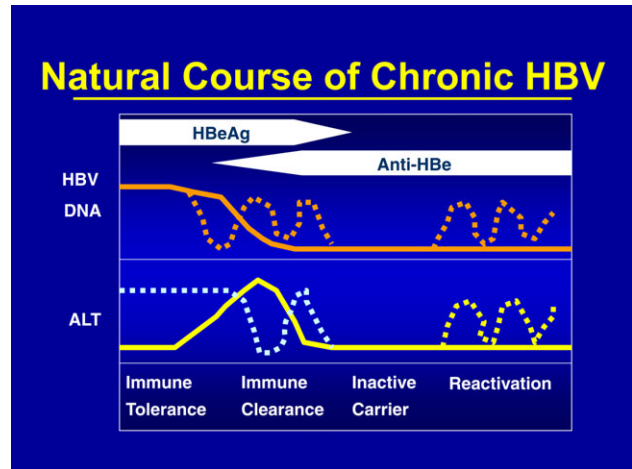 Natural Course of Chronic HBV
HBeAg
Anti-HBe
HBV
DNA
ALT
Immune
Tolerance
Immune
Clearance
Inactive
Carrier
Reactivation